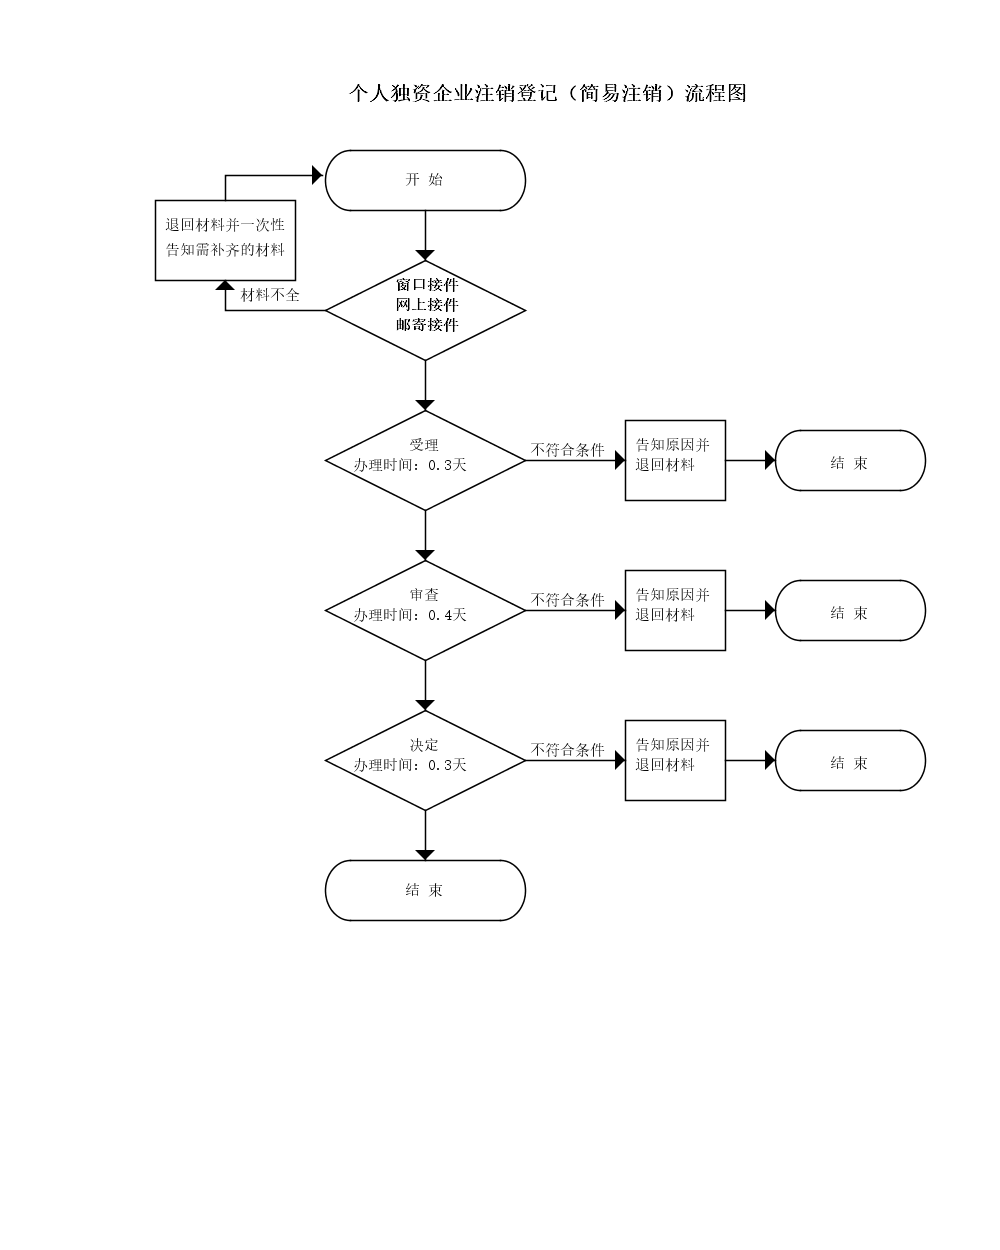 个人独资企业注销登记（简易注销）流程图
开 始
退回材料并一次性
告知需补齐的材料
材料不全
窗口接件
网上接件
邮寄接件
受理
办理时间：0.3天
不符合条件
告知原因并
退回材料
结 束
审查
办理时间：0.4天
不符合条件
告知原因并
退回材料
结 束
决定
办理时间：0.3天
不符合条件
告知原因并
退回材料
结 束
结 束